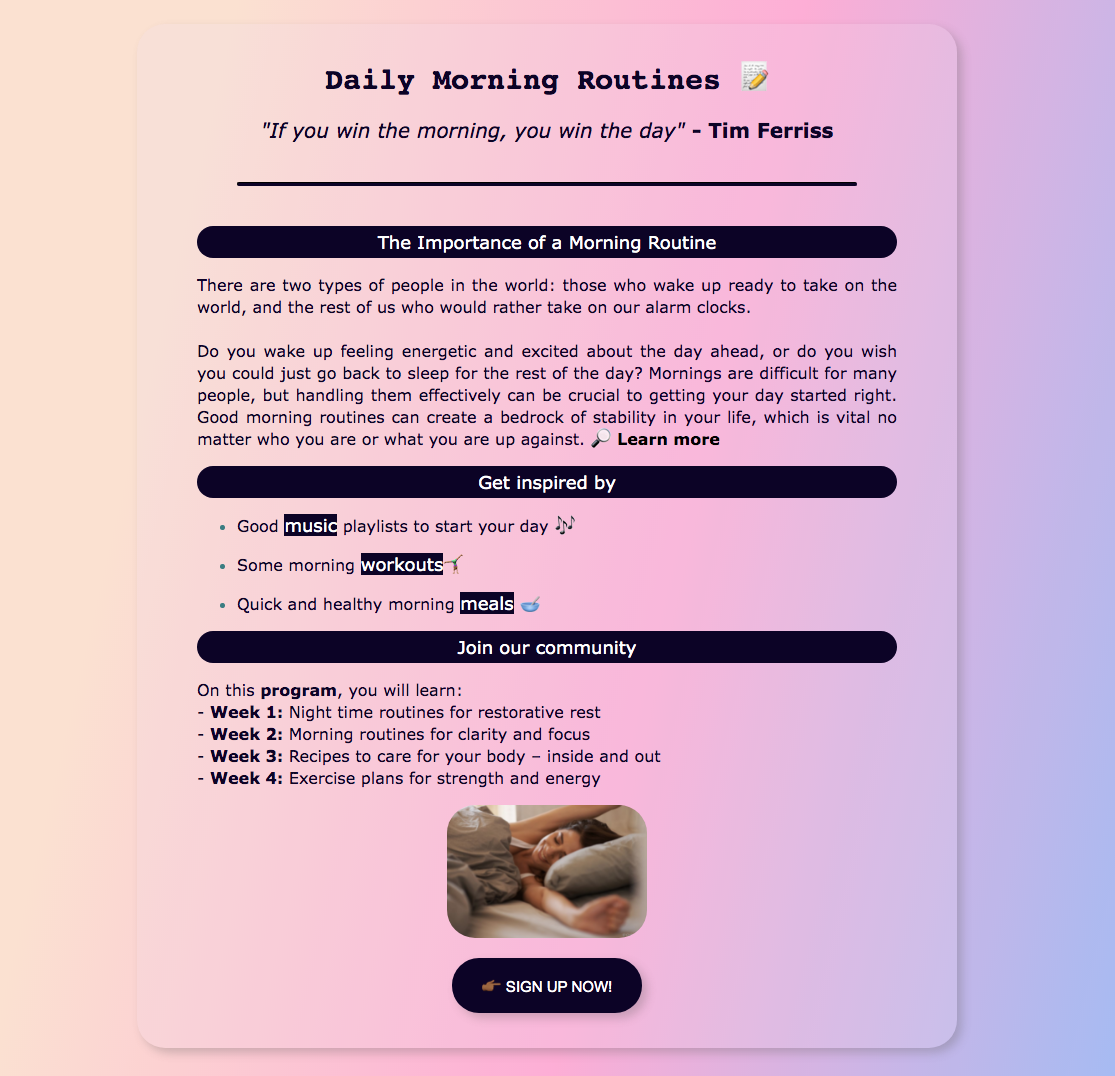 Daily Morning Routines 📝
"If you win the morning, you win the day" - Tim Ferriss
The Importance of a Morning Routine
There are two types of people in the world: those who wake up ready to take on the
world, and the rest of us who would rather take on our alarm clocks.
Do you wake up feeling energetic and excited about the day ahead, or do you wish
you could just go back to sleep for the rest of the day? Mornings are difficult for many
people, but handling them effectively can be crucial to getting your day started right.
Good morning routines can create a bedrock of stability in your life, which is vital no
matter who you are or what you are up against. 🔎 Learn more
Get inspired by
• Good music playlists to start your day 🎶
• Some morning workouts🤸
• Quick and healthy morning meals 🥣
Join our community
On this program, you will learn:
- Week 1: Night time routines for restorative rest
- Week 2: Morning routines for clarity and focus
- Week 3: Recipes to care for your body – inside and out
- Week 4: Exercise plans for strength and energy
👉🏾 SIGN UP NOW!